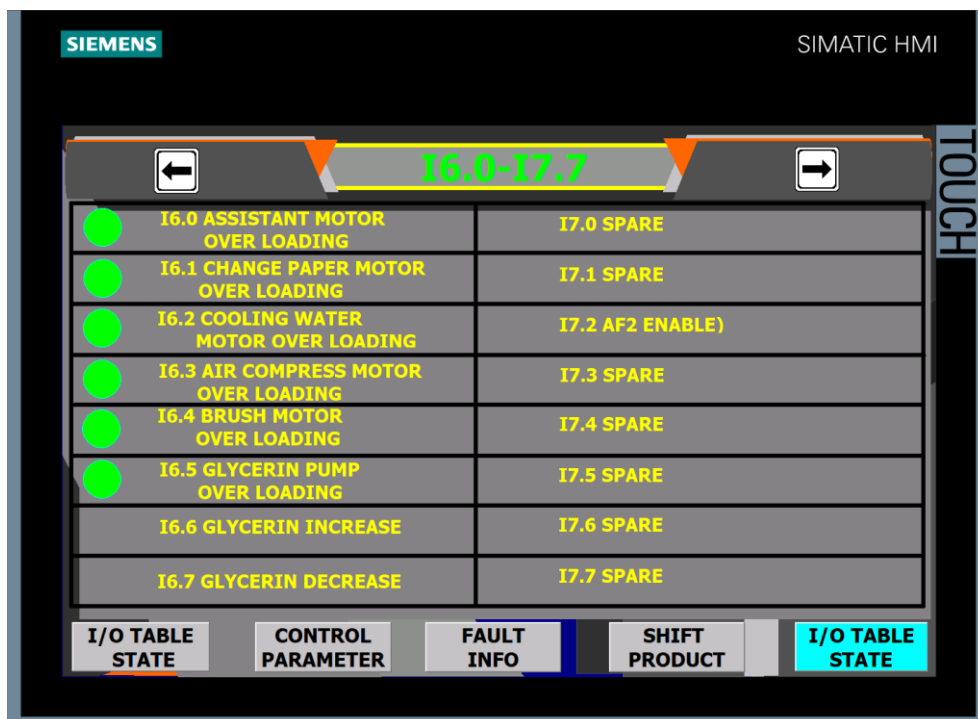 SIEMENS
SIMATIC HMI
TOUCH
I6.0-I7.7
I6.0 ASSISTANT MOTOR
OVER LOADING
I7.0 SPARE
I6.1 CHANGE PAPER MOTOR
OVER LOADING
I7.1 SPARE
I6.2 COOLING WATER
MOTOR OVER LOADING
I7.2 AF2 ENABLE)
I6.3 AIR COMPRESS MOTOR
OVER LOADING
I7.3 SPARE
I6.4 BRUSH MOTOR
OVER LOADING
I7.4 SPARE
I6.5 GLYCERIN PUMP
OVER LOADING
I7.5 SPARE
I6.6 GLYCERIN INCREASE
I7.6 SPARE
I6.7 GLYCERIN DECREASE
I7.7 SPARE
I/O TABLE
STATE
CONTROL
PARAMETER
FAULT
INFO
SHIFT
PRODUCT
I/O TABLE
STATE